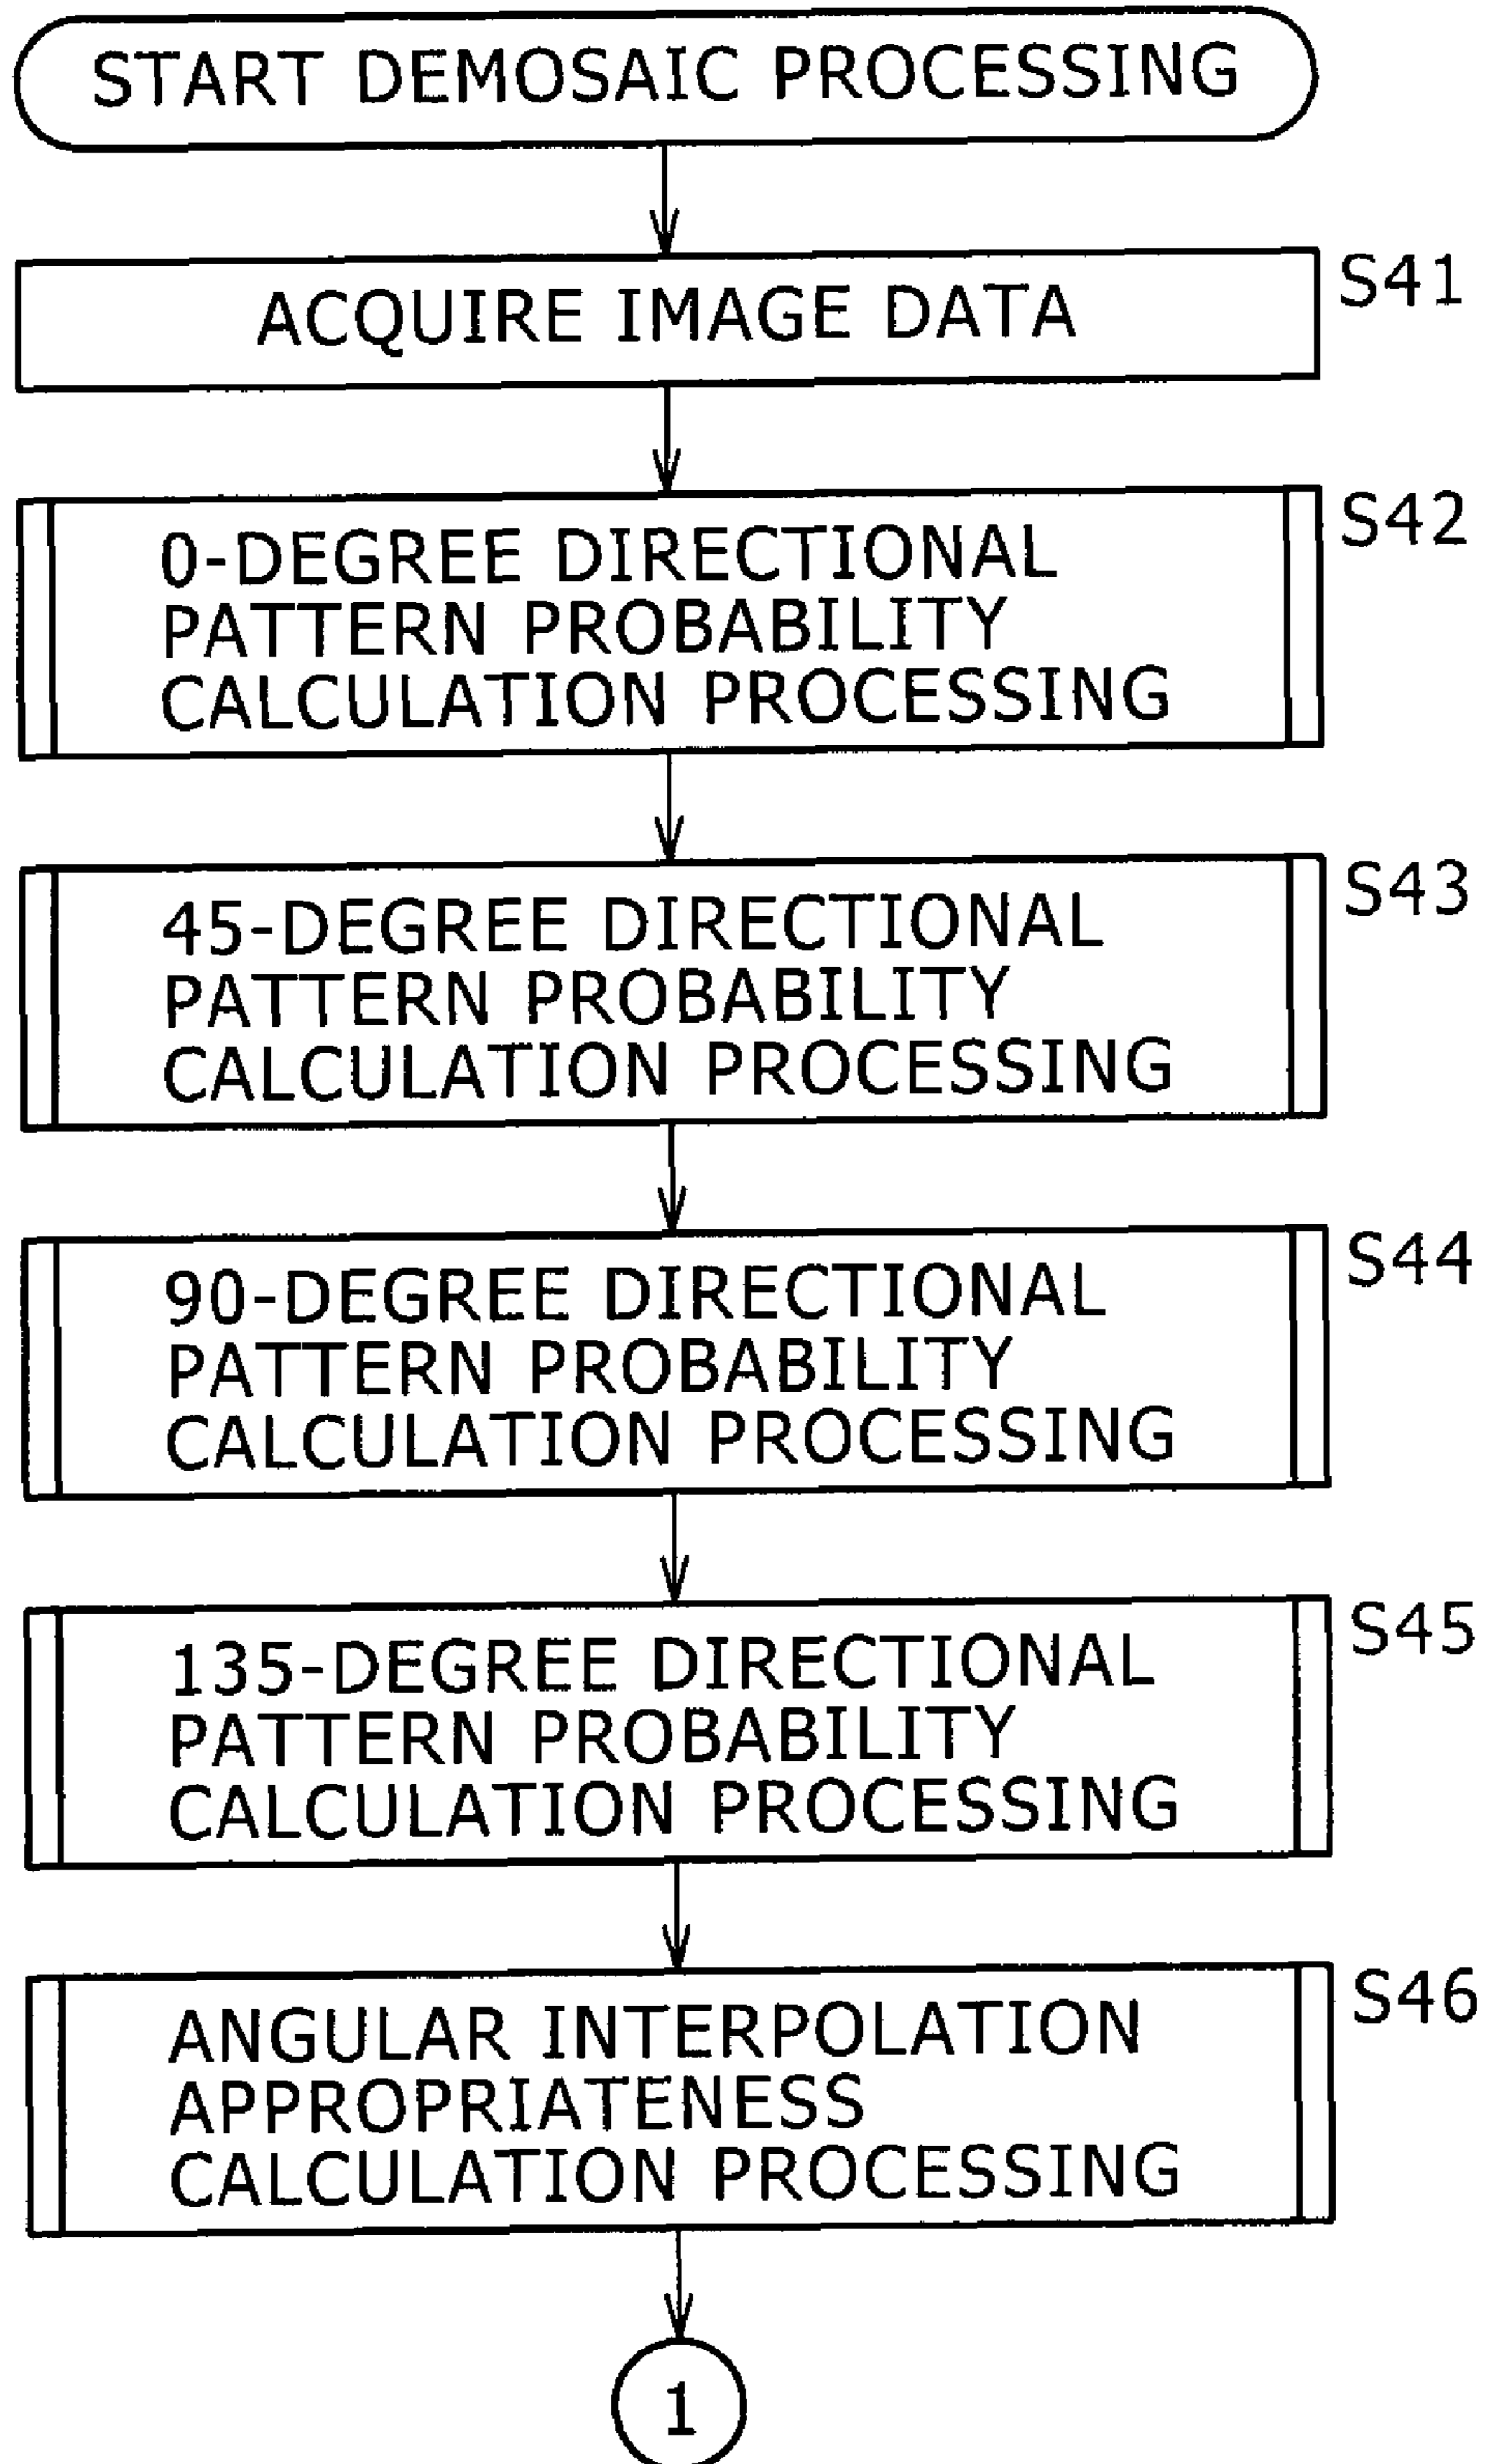 START DEMOSAIC PROCESSING
ACQUIRE IMAGE DATA
S41
0-DEGREE DIRECTIONAL
PATTERN PROBABILITY
CALCULATION PROCESSING
S42
45-DEGREE DIRECTIONAL
PATTERN PROBABILITY
CALCULATION PROCESSING
S43
90-DEGREE DIRECTIONAL
PATTERN PROBABILITY
CALCULATION PROCESSING
S44
135-DEGREE DIRECTIONAL
PATTERN PROBABILITY
CALCULATION PROCESSING
S45
ANGULAR INTERPOLATION
APPROPRIATENESS
CALCULATION PROCESSING
S46
1